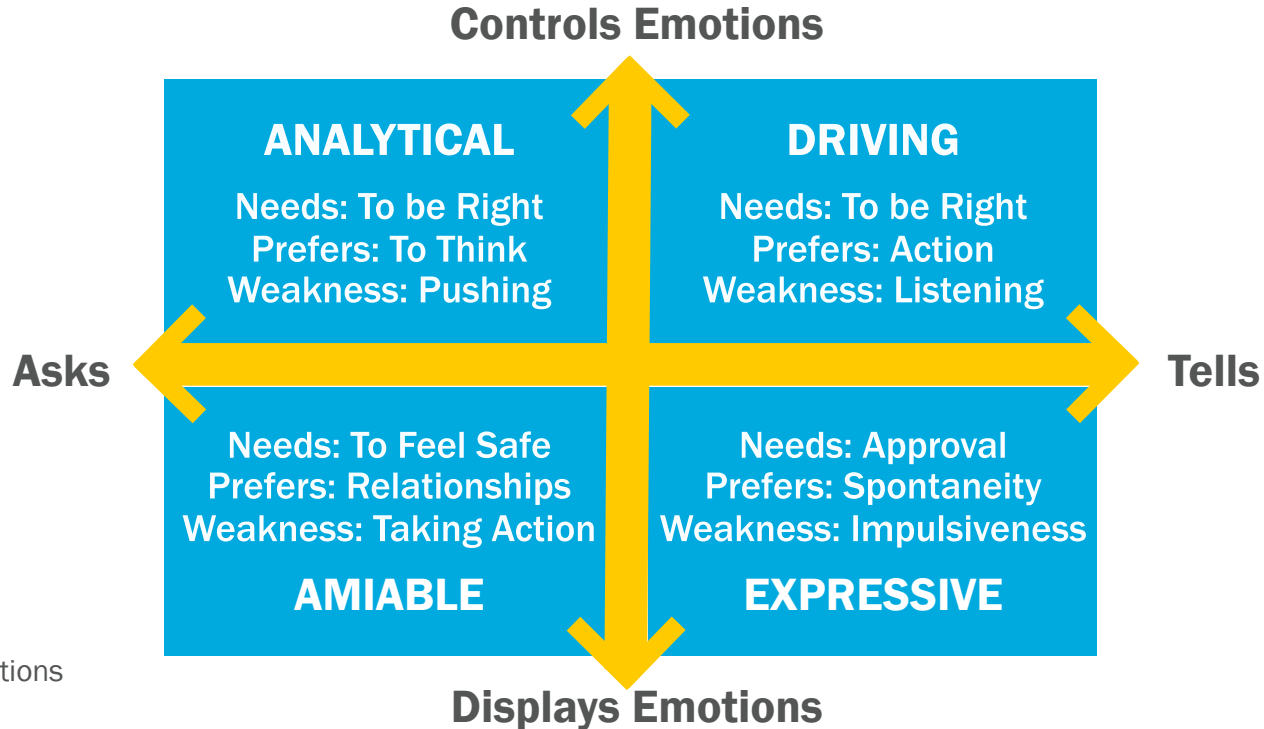 Controls Emotions
ANALYTICAL
Needs: To be Right
Prefers: To Think
Weakness: Pushing
DRIVING
Needs: To be Right
Prefers: Action
Weakness: Listening
Asks
Tells
Needs: To Feel Safe
Prefers: Relationships
Weakness: Taking Action
AMIABLE
Needs: Approval
Prefers: Spontaneity
Weakness: Impulsiveness
EXPRESSIVE
tions
Displays Emotions